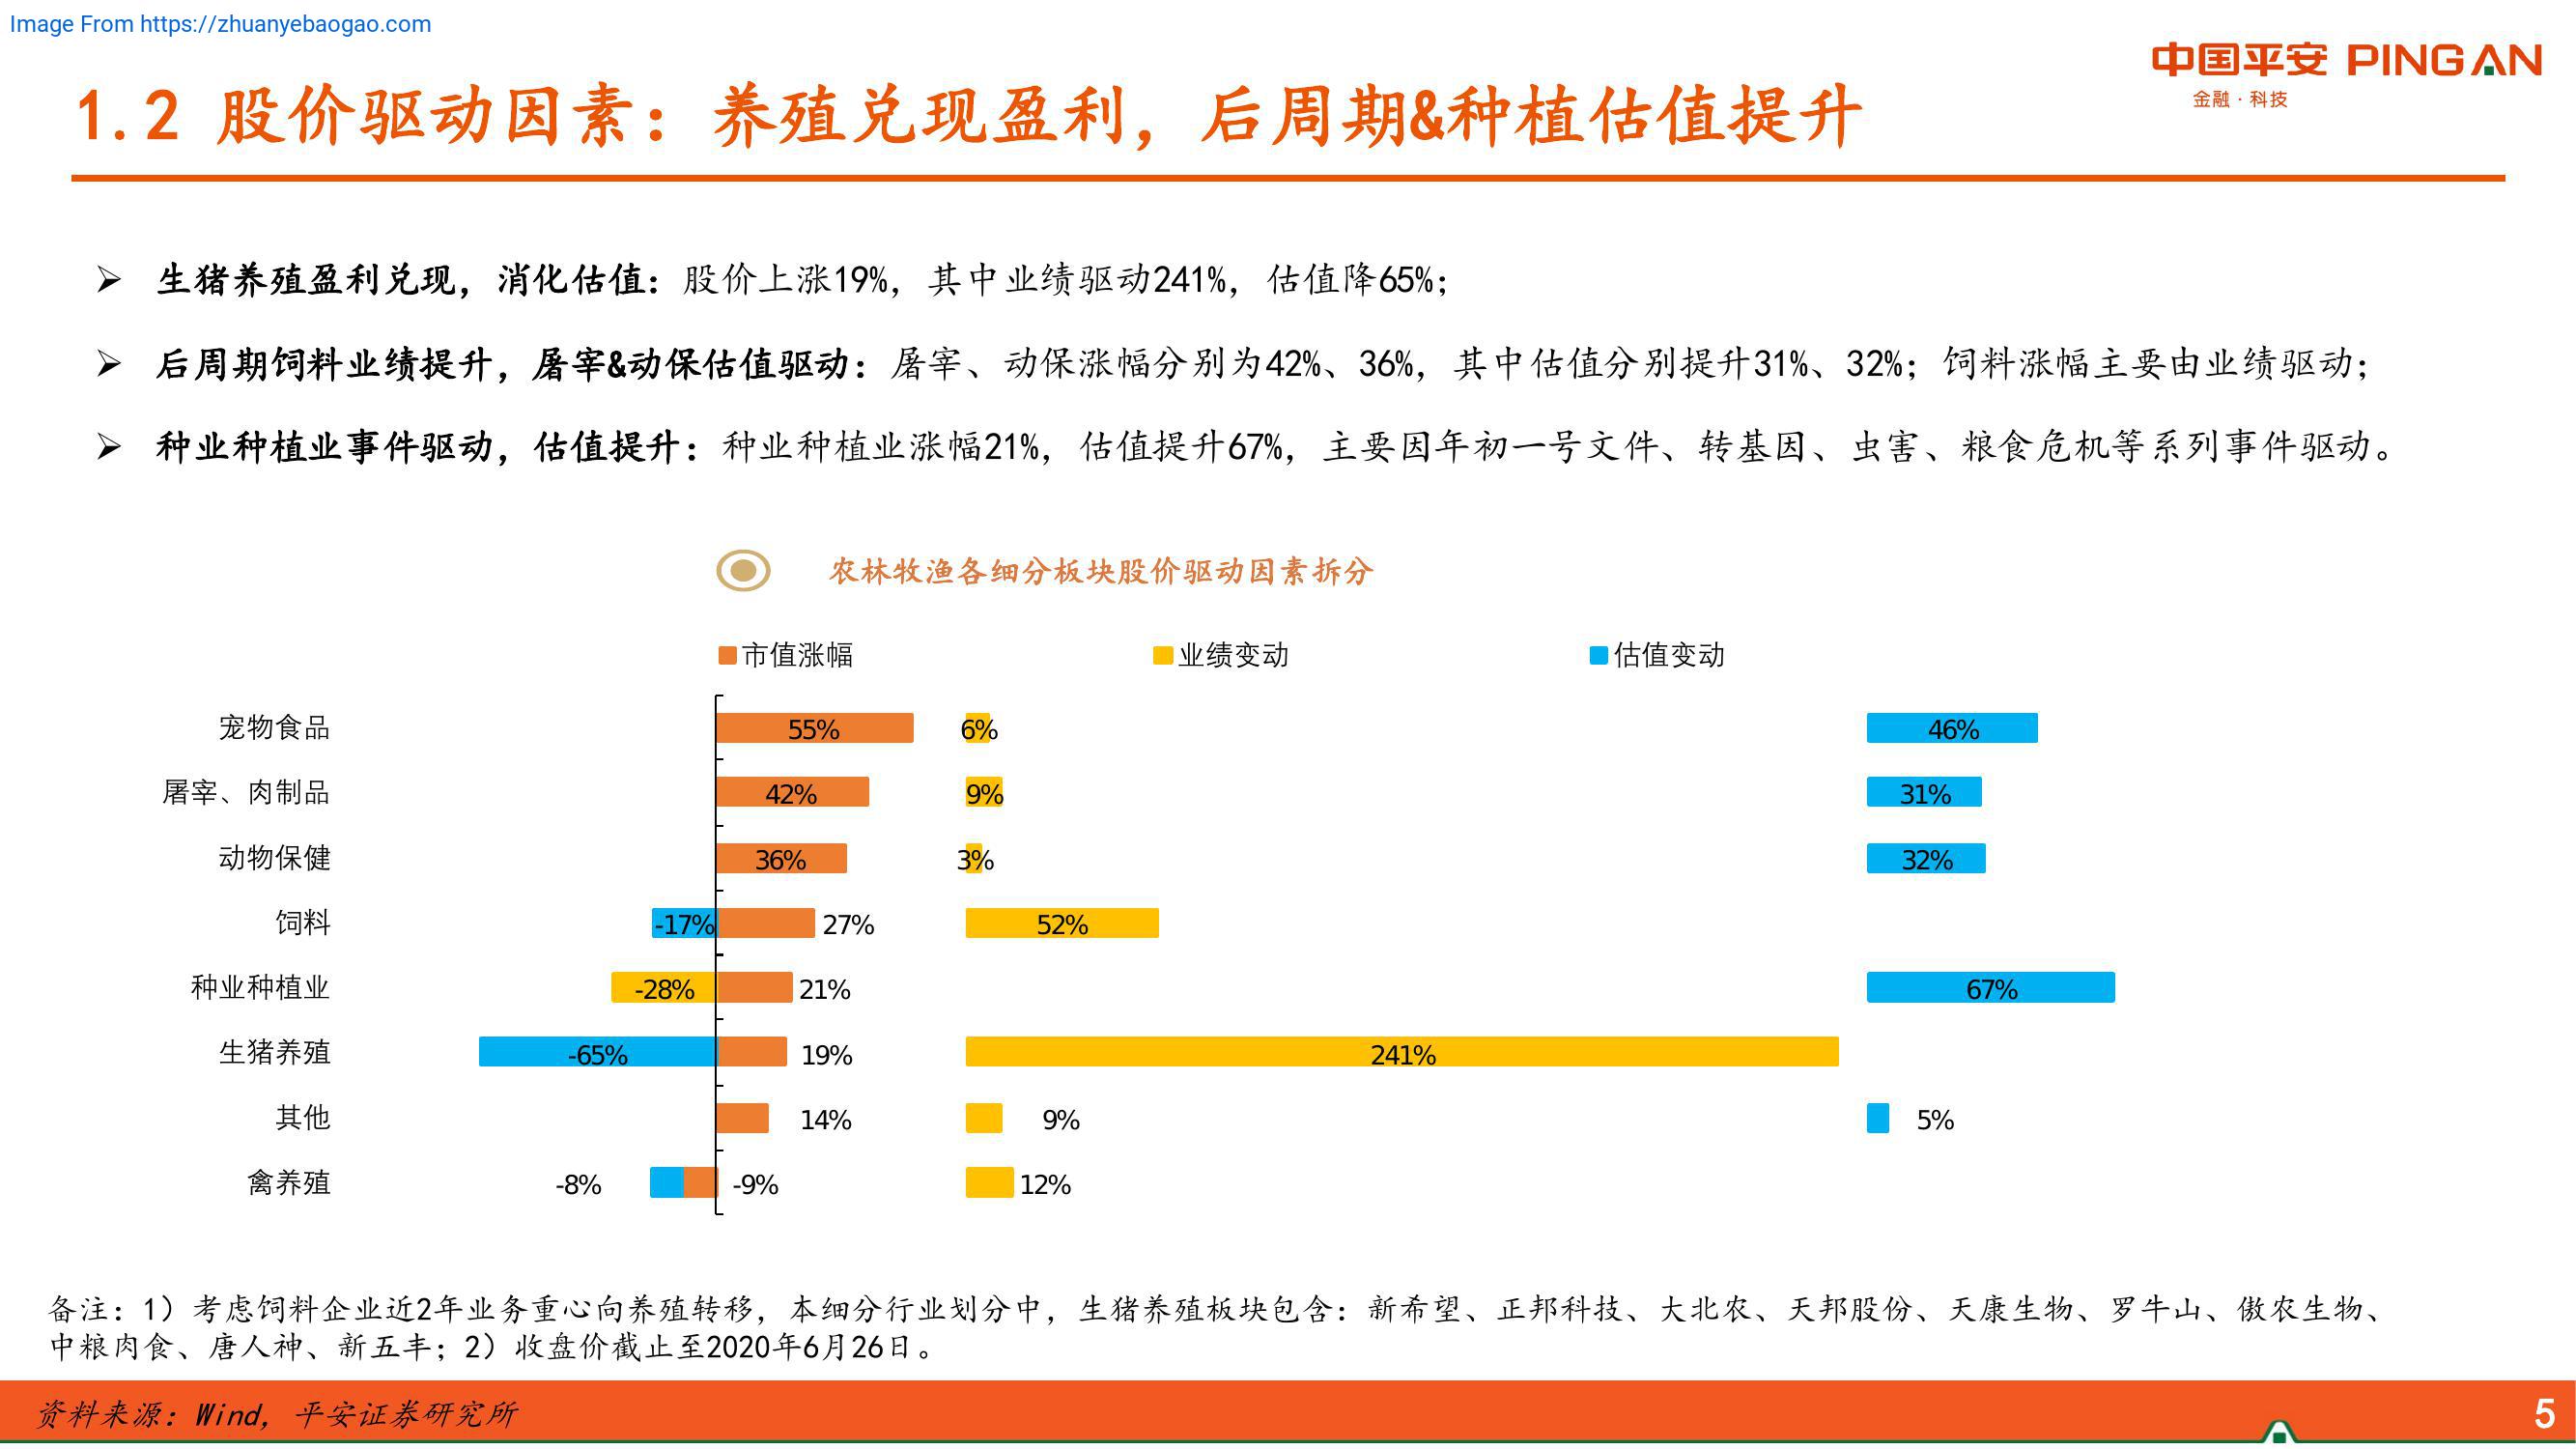 Image From https://zhuanyebaogao.com
中国平安 PINGAN
金融·科技
1.2 股价驱动因素：养殖兑现盈利，后周期&种植估值提升
➢ 生猪养殖盈利兑现，消化估值：股价上涨19%，其中业绩驱动241%，估值降65%；
➢ 后周期饲料业绩提升，屠宰&动保估值驱动：屠宰、动保涨幅分别为42%、36%，其中估值分别提升31%、32%；饲料涨幅主要由业绩驱动；
➢ 种业种植业事件驱动，估值提升：种业种植业涨幅21%，估值提升67%，主要因年初一号文件、转基因、虫害、粮食危机等系列事件驱动。
农林牧渔各细分板块股价驱动因素拆分
市值涨幅 业绩变动 估值变动
宠物食品 55% 6% 46%
屠宰、肉制品 42% 9% 31%
动物保健 36% 3% 32%
饲料 -17% 27% 52%
种业种植业 -28% 21% 67%
生猪养殖 -65% 19% 241%
其他 14% 9% 5%
禽养殖 -8% -9% 12%
备注：1）考虑饲料企业近2年业务重心向养殖转移，本细分行业划分中，生猪养殖板块包含：新希望、正邦科技、大北农、天邦股份、天康生物、罗牛山、傲农生物、
中粮肉食、唐人神、新五丰；2）收盘价截止至2020年6月26日。
资料来源：Wind，平安证券研究所
5